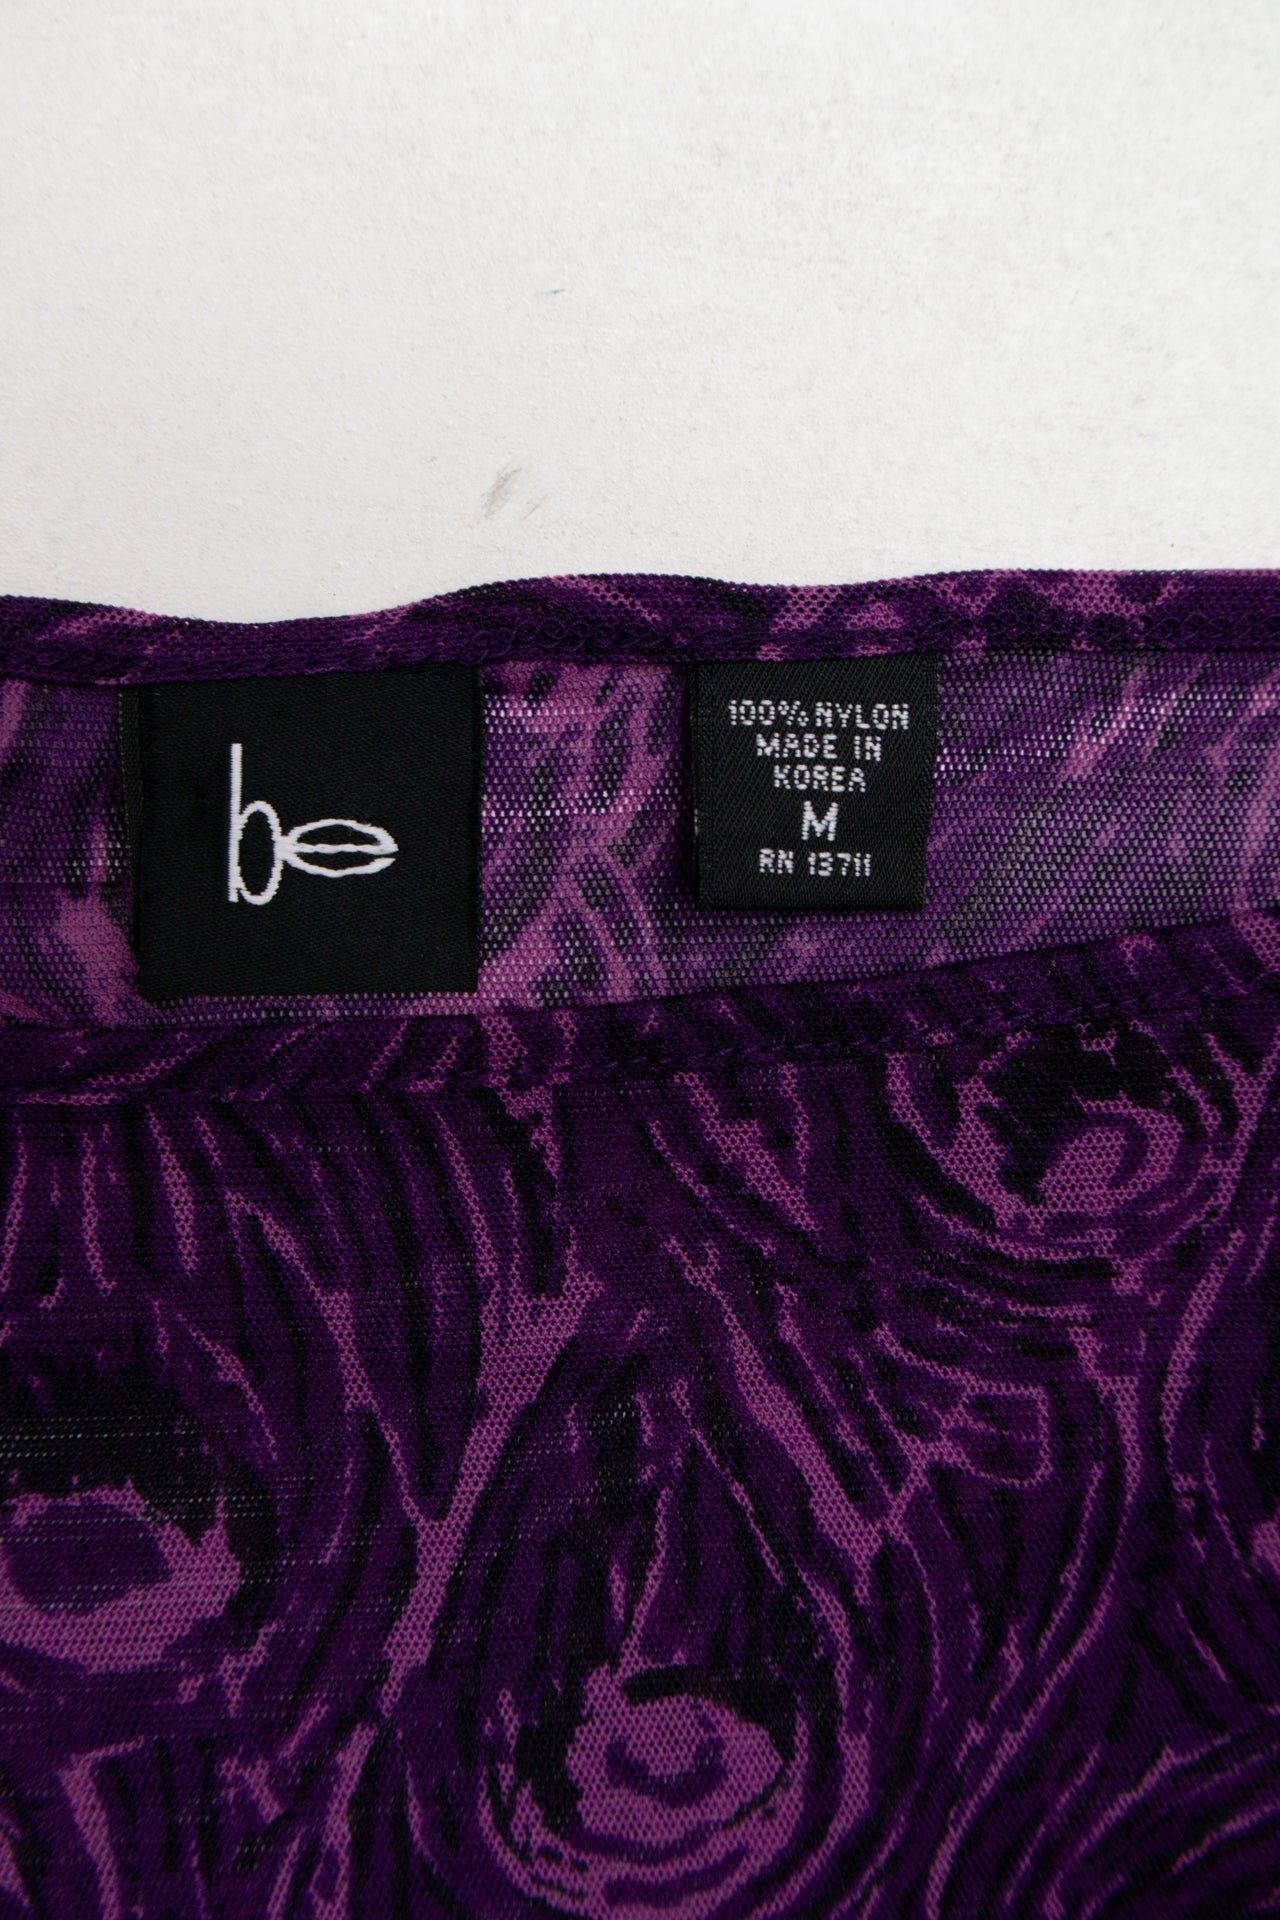 be
100% NYLON
MADE IN
KOREA
M
RN 13711